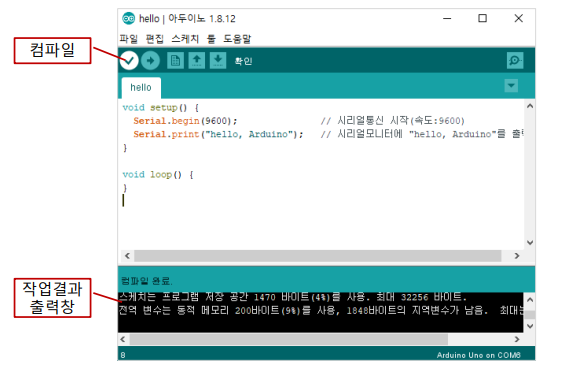 hello | 아두이노 1.8.12
파일 편집 스케치 툴 도움말
컴파일
확인
hello
void setup() {
Serial.begin(9600); // 시리얼통신 시작(속도:9600)
Serial.print("hello, Arduino"); // 시리얼모니터에 "hello, Arduino"를 출
}
void loop() {
}
컴파일 완료.
작업결과
출력창
스케치는 프로그램 저장 공간 1470 바이트(4%)를 사용. 최대 32256 바이트.
전역 변수는 동적 메모리 200바이트(9%)를 사용, 1848바이트의 지역변수가 남음. 최대는
8
Arduino Uno on COM6